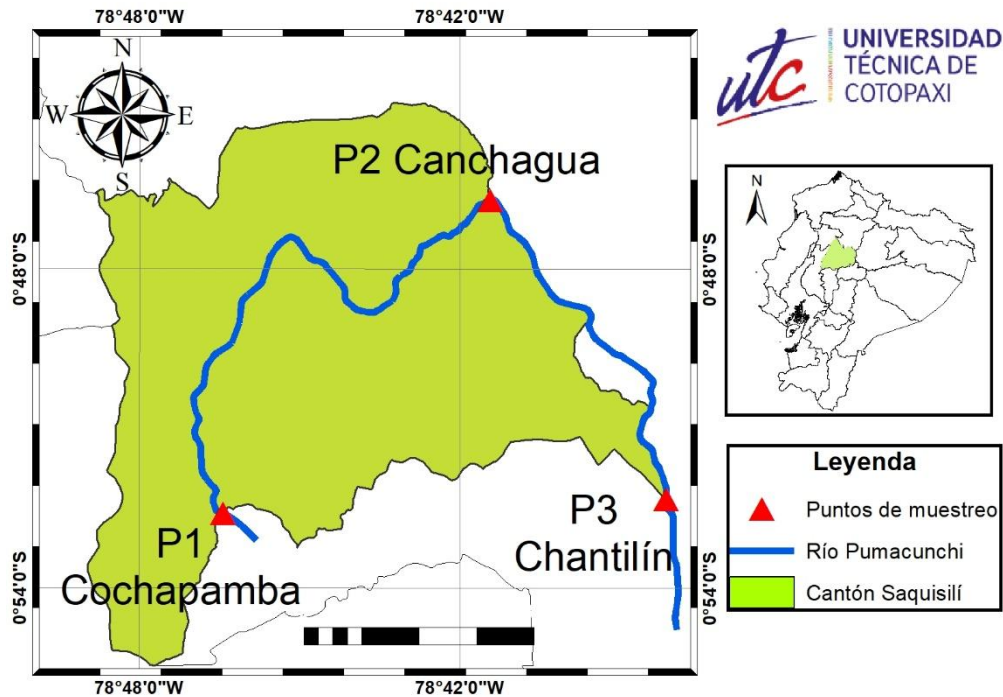 78°48'0"W
78°42'0"W
N
W
E
S
P2 Canchagua
0°48'0"S
0°48'0"S
P1
Cochapamba
P3
Chantilín
0°54'0"S
0°54'0"S
78°48'0"W
78°42'0"W
utc
UNIVERSIDAD
TÉCNICA DE
COTOPAXI
N
Leyenda
Puntos de muestreo
Río Pumacunchi
Cantón Saquisilí